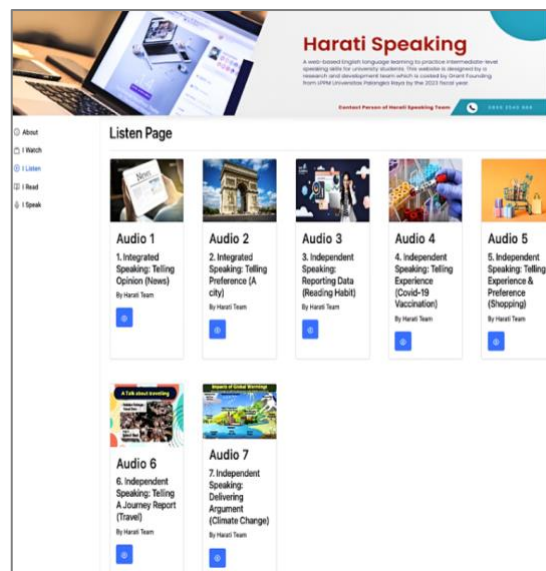 Harati Speaking
A web-based English language learning to practice intermediate-level
speaking skills for university students. This website is designed by a
research and development team which is costed by Grant Founding
from LPPM Universitas Palangka Raya by the 2023 fiscal year
Contact Person of Harati Speaking Team
About
I Watch
I Listen
I Read
I Speak
Listen Page
News
Audio 1
1. Integrated
Speaking: Telling
Opinion (News)
By Harati Team
Audio 2
2. Integrated
Speaking: Telling
Preference (A
city)
By Harati Team
Audio 3
3. Independent
Speaking:
Reporting Data
(Reading Habit)
By Harati Team
Audio 4
4. Independent
Speaking: Telling
Experience
(Covid-19
Vaccination)
By Harati Team
Audio 5
5. Independent
Speaking: Telling
Experience &
Preference
(Shopping)
By Harati Team
A Talk about travelling
Audio 6
6. Independent
Speaking: Telling
A Journey Report
(Travel)
By Harati Team
Impacts of Global Warming
Audio 7
7. Independent
Speaking:
Delivering
Argument
(Climate Change)
By Harati Team